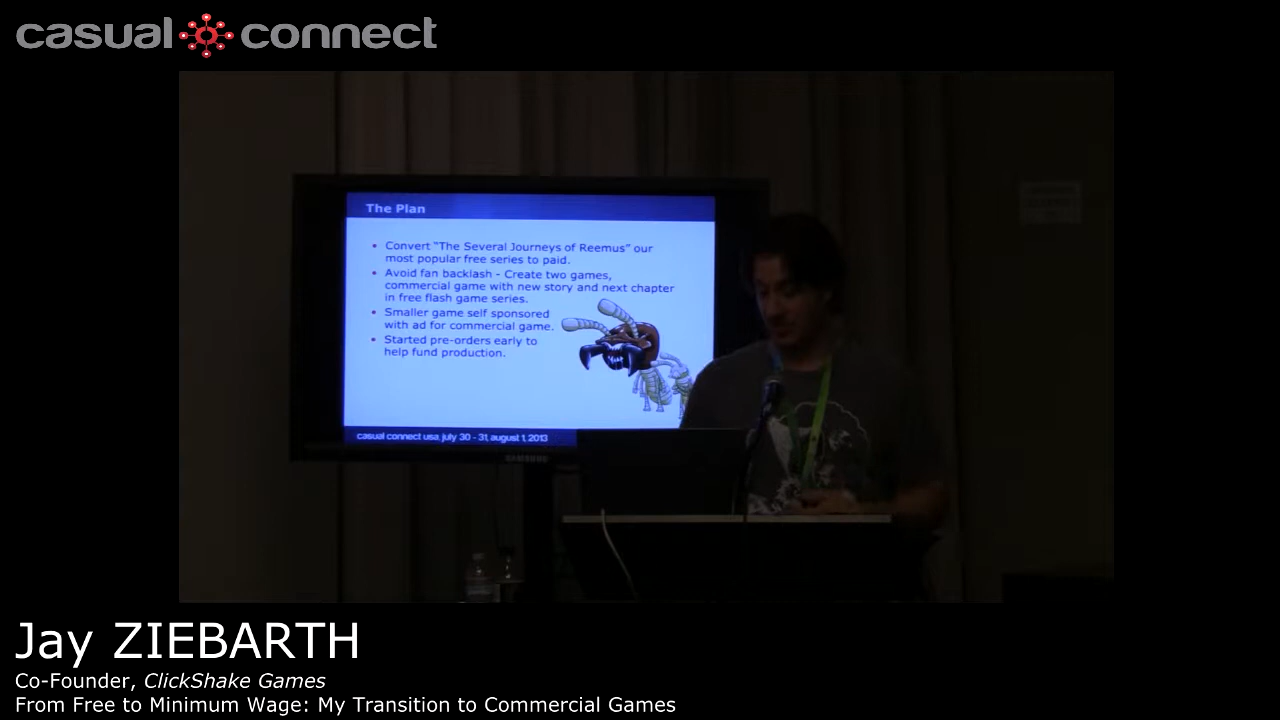 casual connect
The Plan
• Convert "The Several Journeys of Reemus" our
most popular free series to paid.
• Avoid fan backlash - Create two games,
commercial game with new story and next chapter
in free flash game series.
• Smaller game self sponsored
with ad for commercial game.
• Started pre-orders early to
help fund production.
casual connect usa, july 30 - 31, august 1, 2013
SAMSUNG
Jay ZIEBARTH
Co-Founder, ClickShake Games
From Free to Minimum Wage: My Transition to Commercial Games